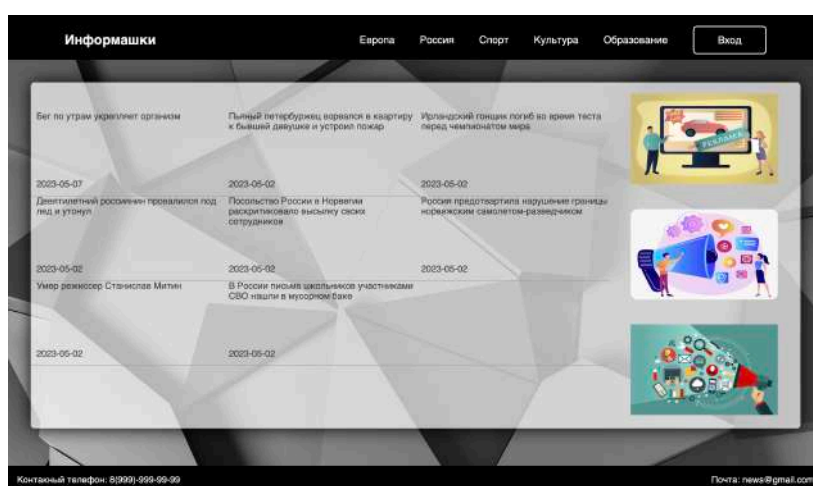 Информашки
Европа Россия Спорт Культура Образование Вход
Бег по утрам укрепляет организм
Пьяный петербуржец ворвался в квартиру
к бывшей девушке и устроил пожар
Ирландский гонщик погиб во время теста
перед чемпионатом мира
2023-05-07
2023-05-02
2023-05-02
Девятилетний россиянин провалился под
лед и утонул
Посольство России в Норвегии
раскритиковало высылку своих
сотрудников
Россия предотвратила нарушение границы
норвежским самолетом-разведчиком
2023-05-02
2023-05-02
2023-05-02
Умер режиссер Станислав Митин
В России письма школьников участниками
СВО нашли в мусорном баке
2023-05-02
2023-05-02
РЕКЛАМА
Контакный телефон: 8(999)-999-99-99
Почта: news@gmail.com